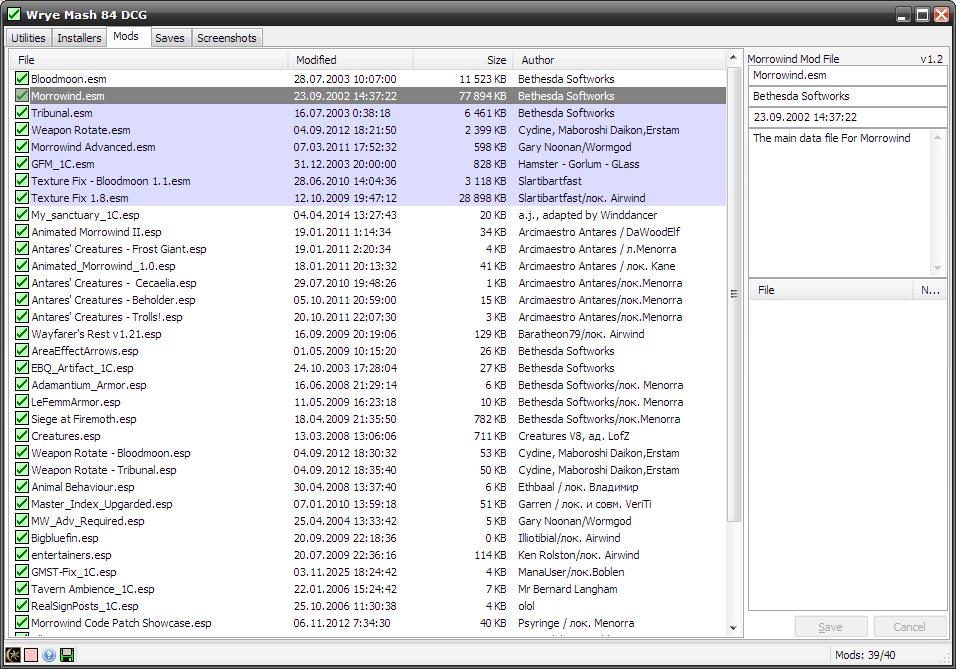 Wrye Mash 84 DCG
Utilities Installers Mods Saves Screenshots
File Modified Size Author
Bloodmoon.esm 28.07.2003 10:07:00 11 523 KB Bethesda Softworks
Morrowind.esm 23.09.2002 14:37:22 77 894 KB Bethesda Softworks
Tribunal.esm 16.07.2003 0:38:18 6 461 KB Bethesda Softworks
Weapon Rotate.esm 04.09.2012 18:21:50 2 399 KB Cydine, Maboroshi Daikon,Erstam
Morrowind Advanced.esm 07.03.2011 17:52:32 598 KB Gary Noonan/Wormgod
GFM_1C.esm 31.12.2003 20:00:00 828 KB Hamster - Gorlum - GLass
Texture Fix - Bloodmoon 1.1.esm 28.06.2010 14:04:36 3 118 KB Slartibartfast
Texture Fix 1.8.esm 12.10.2009 19:47:12 28 898 KB Slartibartfast/лок. Airwind
My_sanctuary_1C.esp 04.04.2014 13:27:43 20 KB a.j., adapted by Winddancer
Animated Morrowind II.esp 19.01.2011 1:14:34 34 KB Arcimaestro Antares / DaWoodElf
Antares' Creatures - Frost Giant.esp 19.01.2011 2:20:34 4 KB Arcimaestro Antares / л.Menorra
Animated_Morrowind_1.0.esp 18.01.2011 20:13:32 41 KB Arcimaestro Antares / лок. Kane
Antares' Creatures -  Cecaelia.esp 29.07.2010 19:48:26 1 KB Arcimaestro Antares/лок.Menorra
Antares' Creatures - Beholder.esp 05.10.2011 20:59:00 15 KB Arcimaestro Antares/лок.Menorra
Antares' Creatures - Trolls!.esp 20.10.2011 22:07:30 3 KB Arcimaestro Antares/лок.Menorra
Wayfarer's Rest v1.21.esp 16.09.2009 20:19:06 129 KB Baratheon79/лок. Airwind
AreaEffectArrows.esp 01.05.2009 10:15:20 26 KB Bethesda Softworks
EBQ_Artifact_1C.esp 24.10.2003 17:28:04 27 KB Bethesda Softworks
Adamantium_Armor.esp 16.06.2008 21:29:14 6 KB Bethesda Softworks/лок. Menorra
LeFemmArmor.esp 11.05.2009 16:23:18 10 KB Bethesda Softworks/лок. Menorra
Siege at Firemoth.esp 18.04.2009 21:35:50 782 KB Bethesda Softworks/лок.Menorra
Creatures.esp 13.03.2008 13:06:06 711 KB Creatures V8, ад. LofZ
Weapon Rotate - Bloodmoon.esp 04.09.2012 18:30:32 53 KB Cydine, Maboroshi Daikon,Erstam
Weapon Rotate - Tribunal.esp 04.09.2012 18:35:40 50 KB Cydine, Maboroshi Daikon,Erstam
Animal Behaviour.esp 30.04.2008 13:37:40 6 KB Ethbaal / лок. Владимир
Master_Index_Upgarded.esp 07.01.2010 13:59:18 51 KB Garren / лок. и совм. VeriTi
MW_Adv_Required.esp 25.04.2004 13:33:42 5 KB Gary Noonan/Wormgod
Bigbluefin.esp 20.09.2009 22:18:36 0 KB Illiotibial/лок. Airwind
entertainers.esp 20.07.2009 22:36:16 114 KB Ken Rolston/лок. Airwind
GMST-Fix_1C.esp 03.11.2025 18:24:42 4 KB ManaUser/лок.Boblen
Tavern Ambience_1C.esp 22.01.2006 15:24:42 7 KB Mr Bernard Langham
RealSignPosts_1C.esp 25.10.2006 11:30:38 4 KB olol
Morrowind Code Patch Showcase.esp 06.11.2012 7:34:30 40 KB Psyringe / лок. Menorra
Morrowind Mod File v1.2
Morrowind.esm
Bethesda Softworks
23.09.2002 14:37:22
The main data file For Morrowind
File N...
Save Cancel
Mods: 39/40